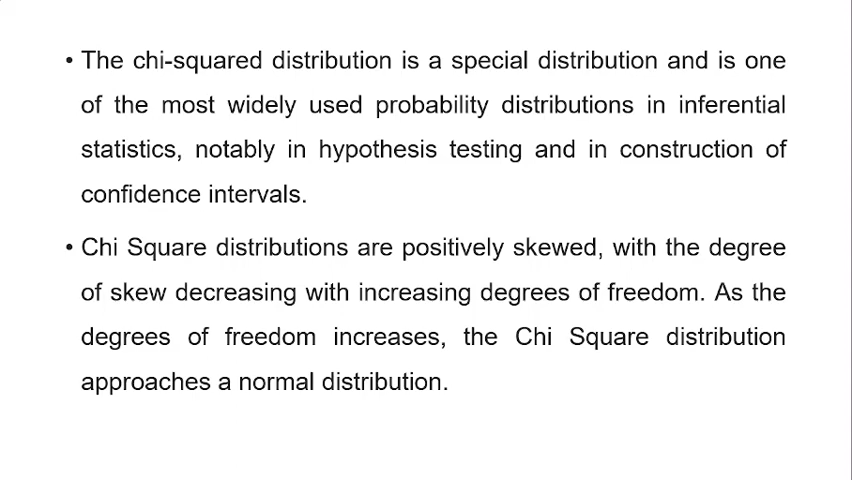 • The chi-squared distribution is a special distribution and is one
of the most widely used probability distributions in inferential
statistics, notably in hypothesis testing and in construction of
confidence intervals.
• Chi Square distributions are positively skewed, with the degree
of skew decreasing with increasing degrees of freedom. As the
degrees of freedom increases, the Chi Square distribution
approaches a normal distribution.